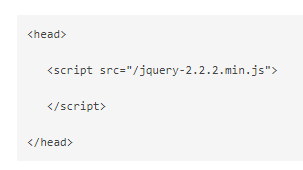 <head>
<script src="/jquery-2.2.2.min.js">
</script>
</head>